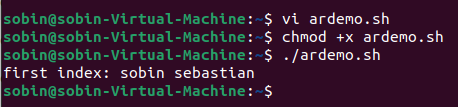 sobin@sobin-Virtual-Machine:~$ vi ardemo.sh
sobin@sobin-Virtual-Machine:~$ chmod +x ardemo.sh
sobin@sobin-Virtual-Machine:~$ ./ardemo.sh
first index: sobin sebastian
sobin@sobin-Virtual-Machine:~$